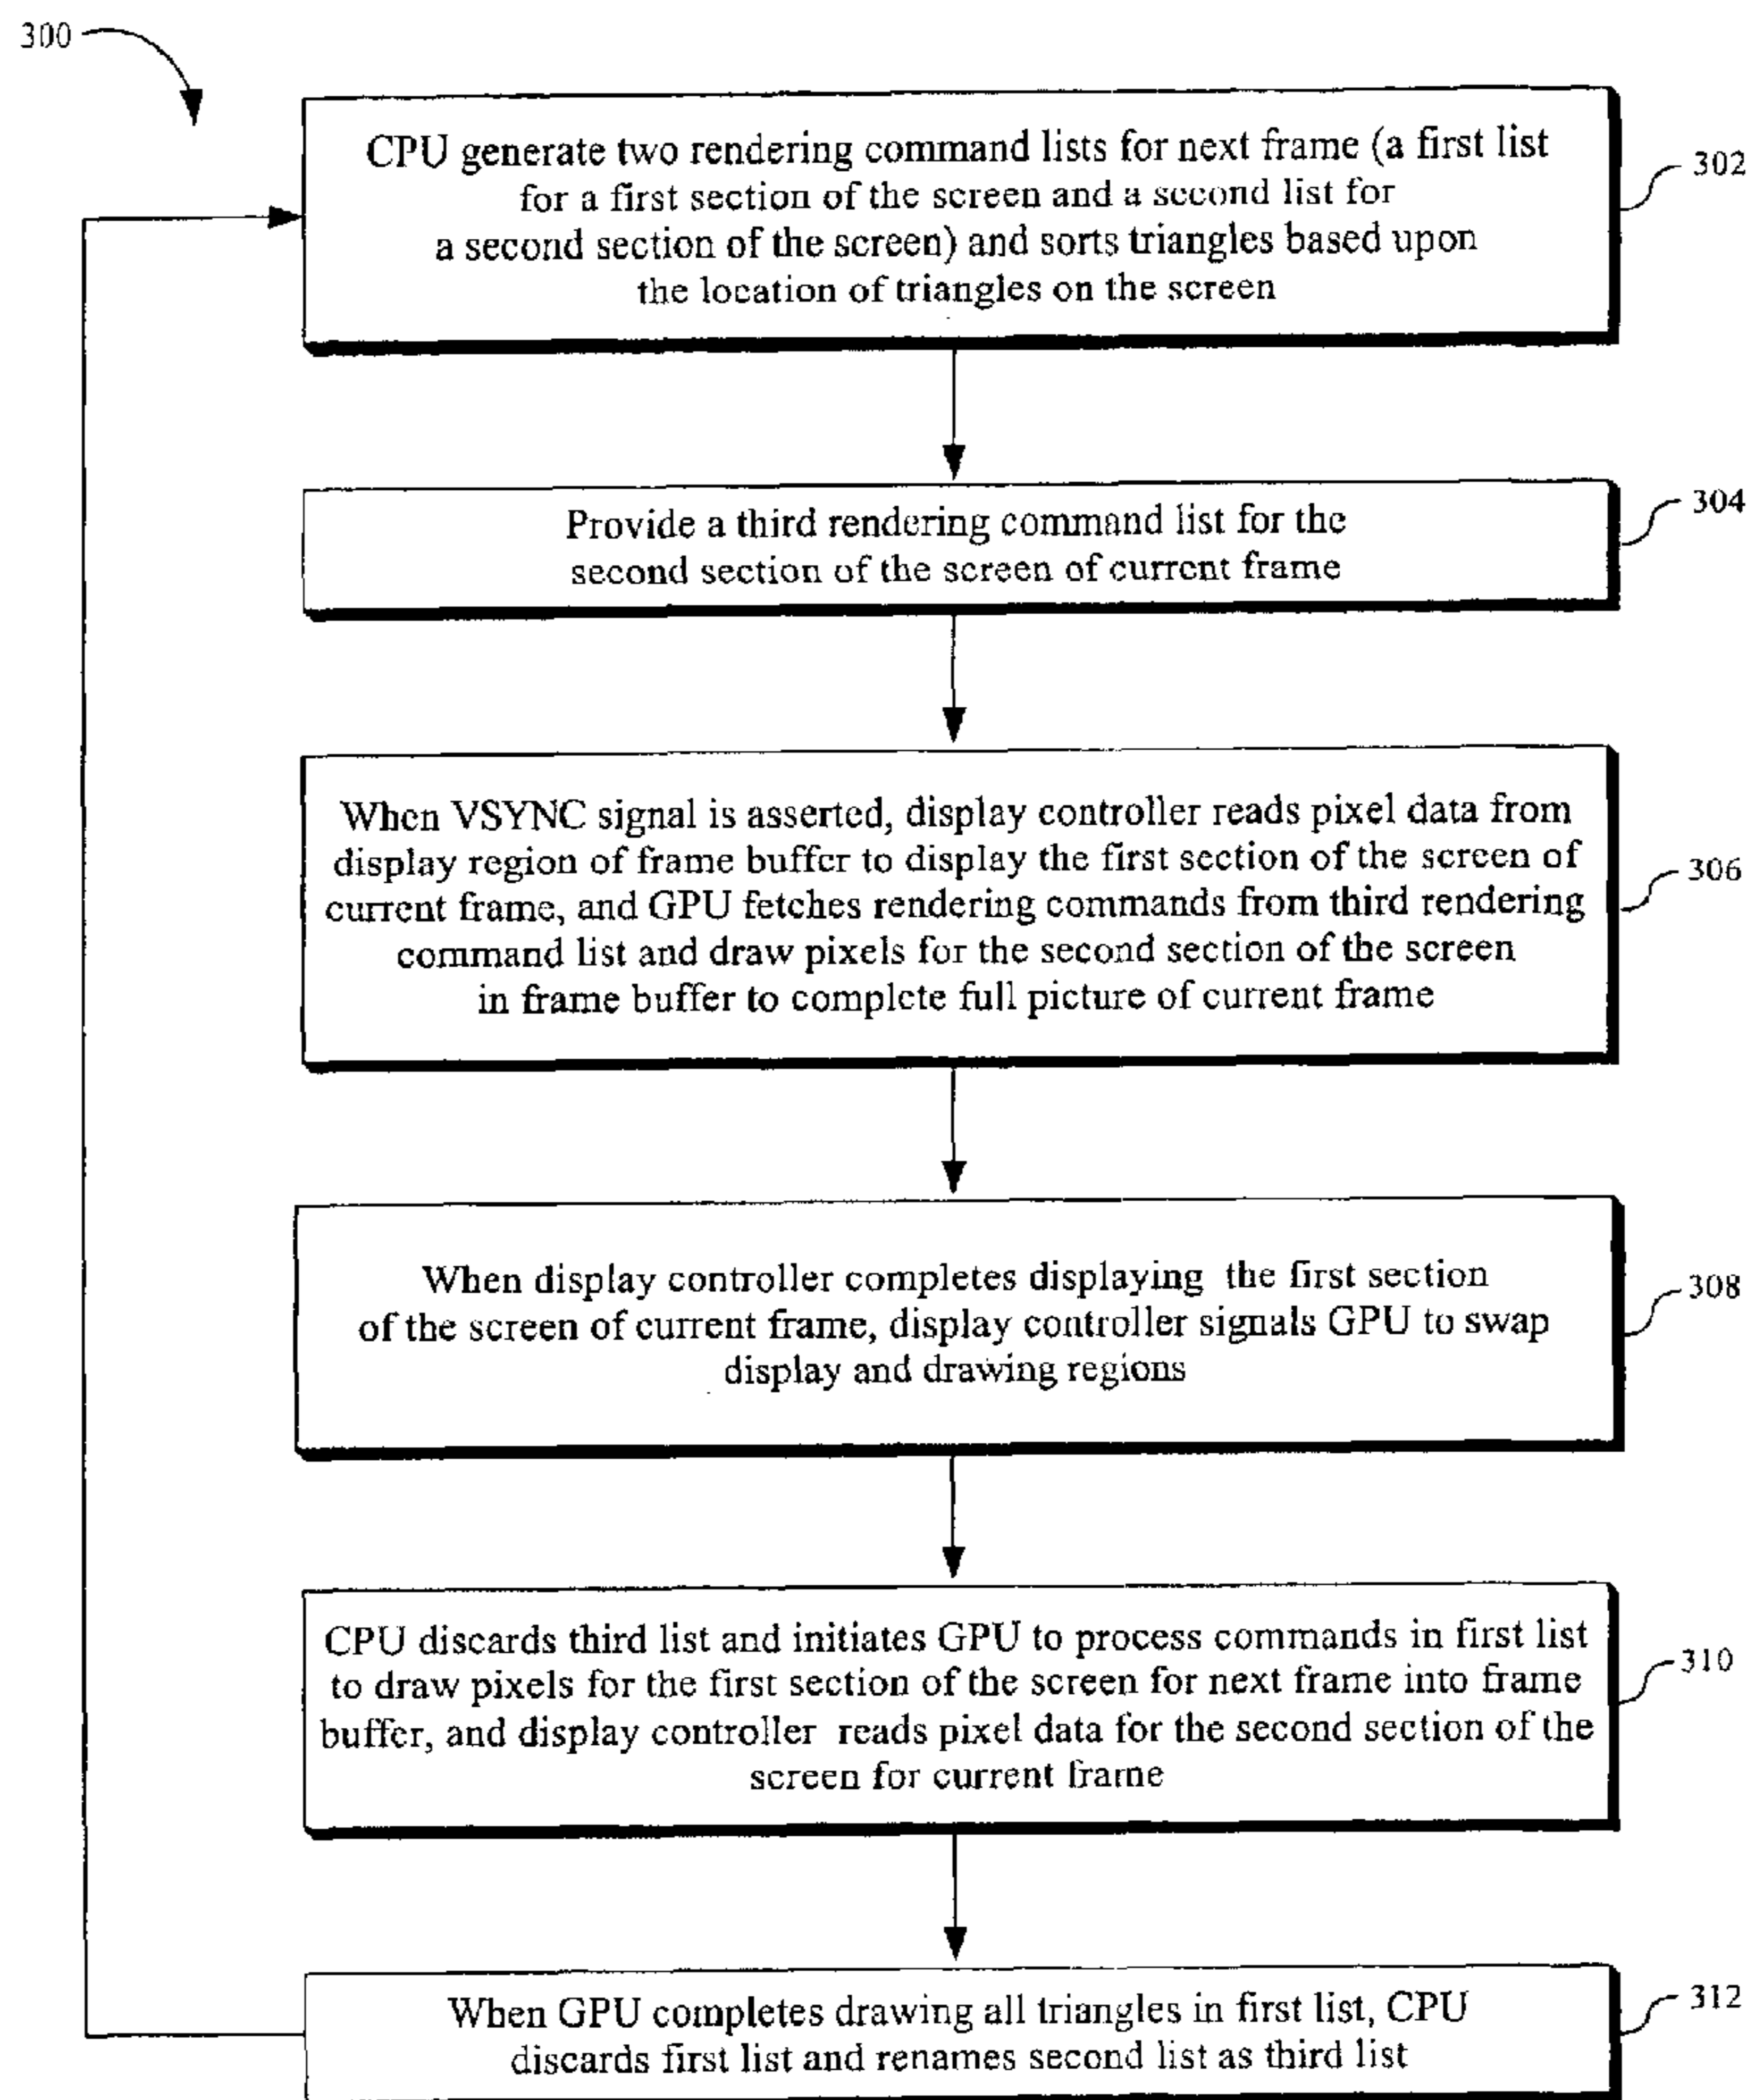 300
CPU generate two rendering command lists for next frame (a first list
for a first section of the screen and a second list for
a second section of the screen) and sorts triangles based upon
the location of triangles on the screen
302
Provide a third rendering command list for the
second section of the screen of current frame
304
When VSYNC signal is asserted, display controller reads pixel data from
display region of frame buffer to display the first section of the screen of
current frame, and GPU fetches rendering commands from third rendering
command list and draw pixels for the second section of the screen
in frame buffer to complete full picture of current frame
306
When display controller completes displaying the first section
of the screen of current frame, display controller signals GPU to swap
display and drawing regions
308
CPU discards third list and initiates GPU to process commands in first list
to draw pixels for the first section of the screen for next frame into frame
buffer, and display controller reads pixel data for the second section of the
screen for current frame
310
When GPU completes drawing all triangles in first list, CPU
discards first list and renames second list as third list
312